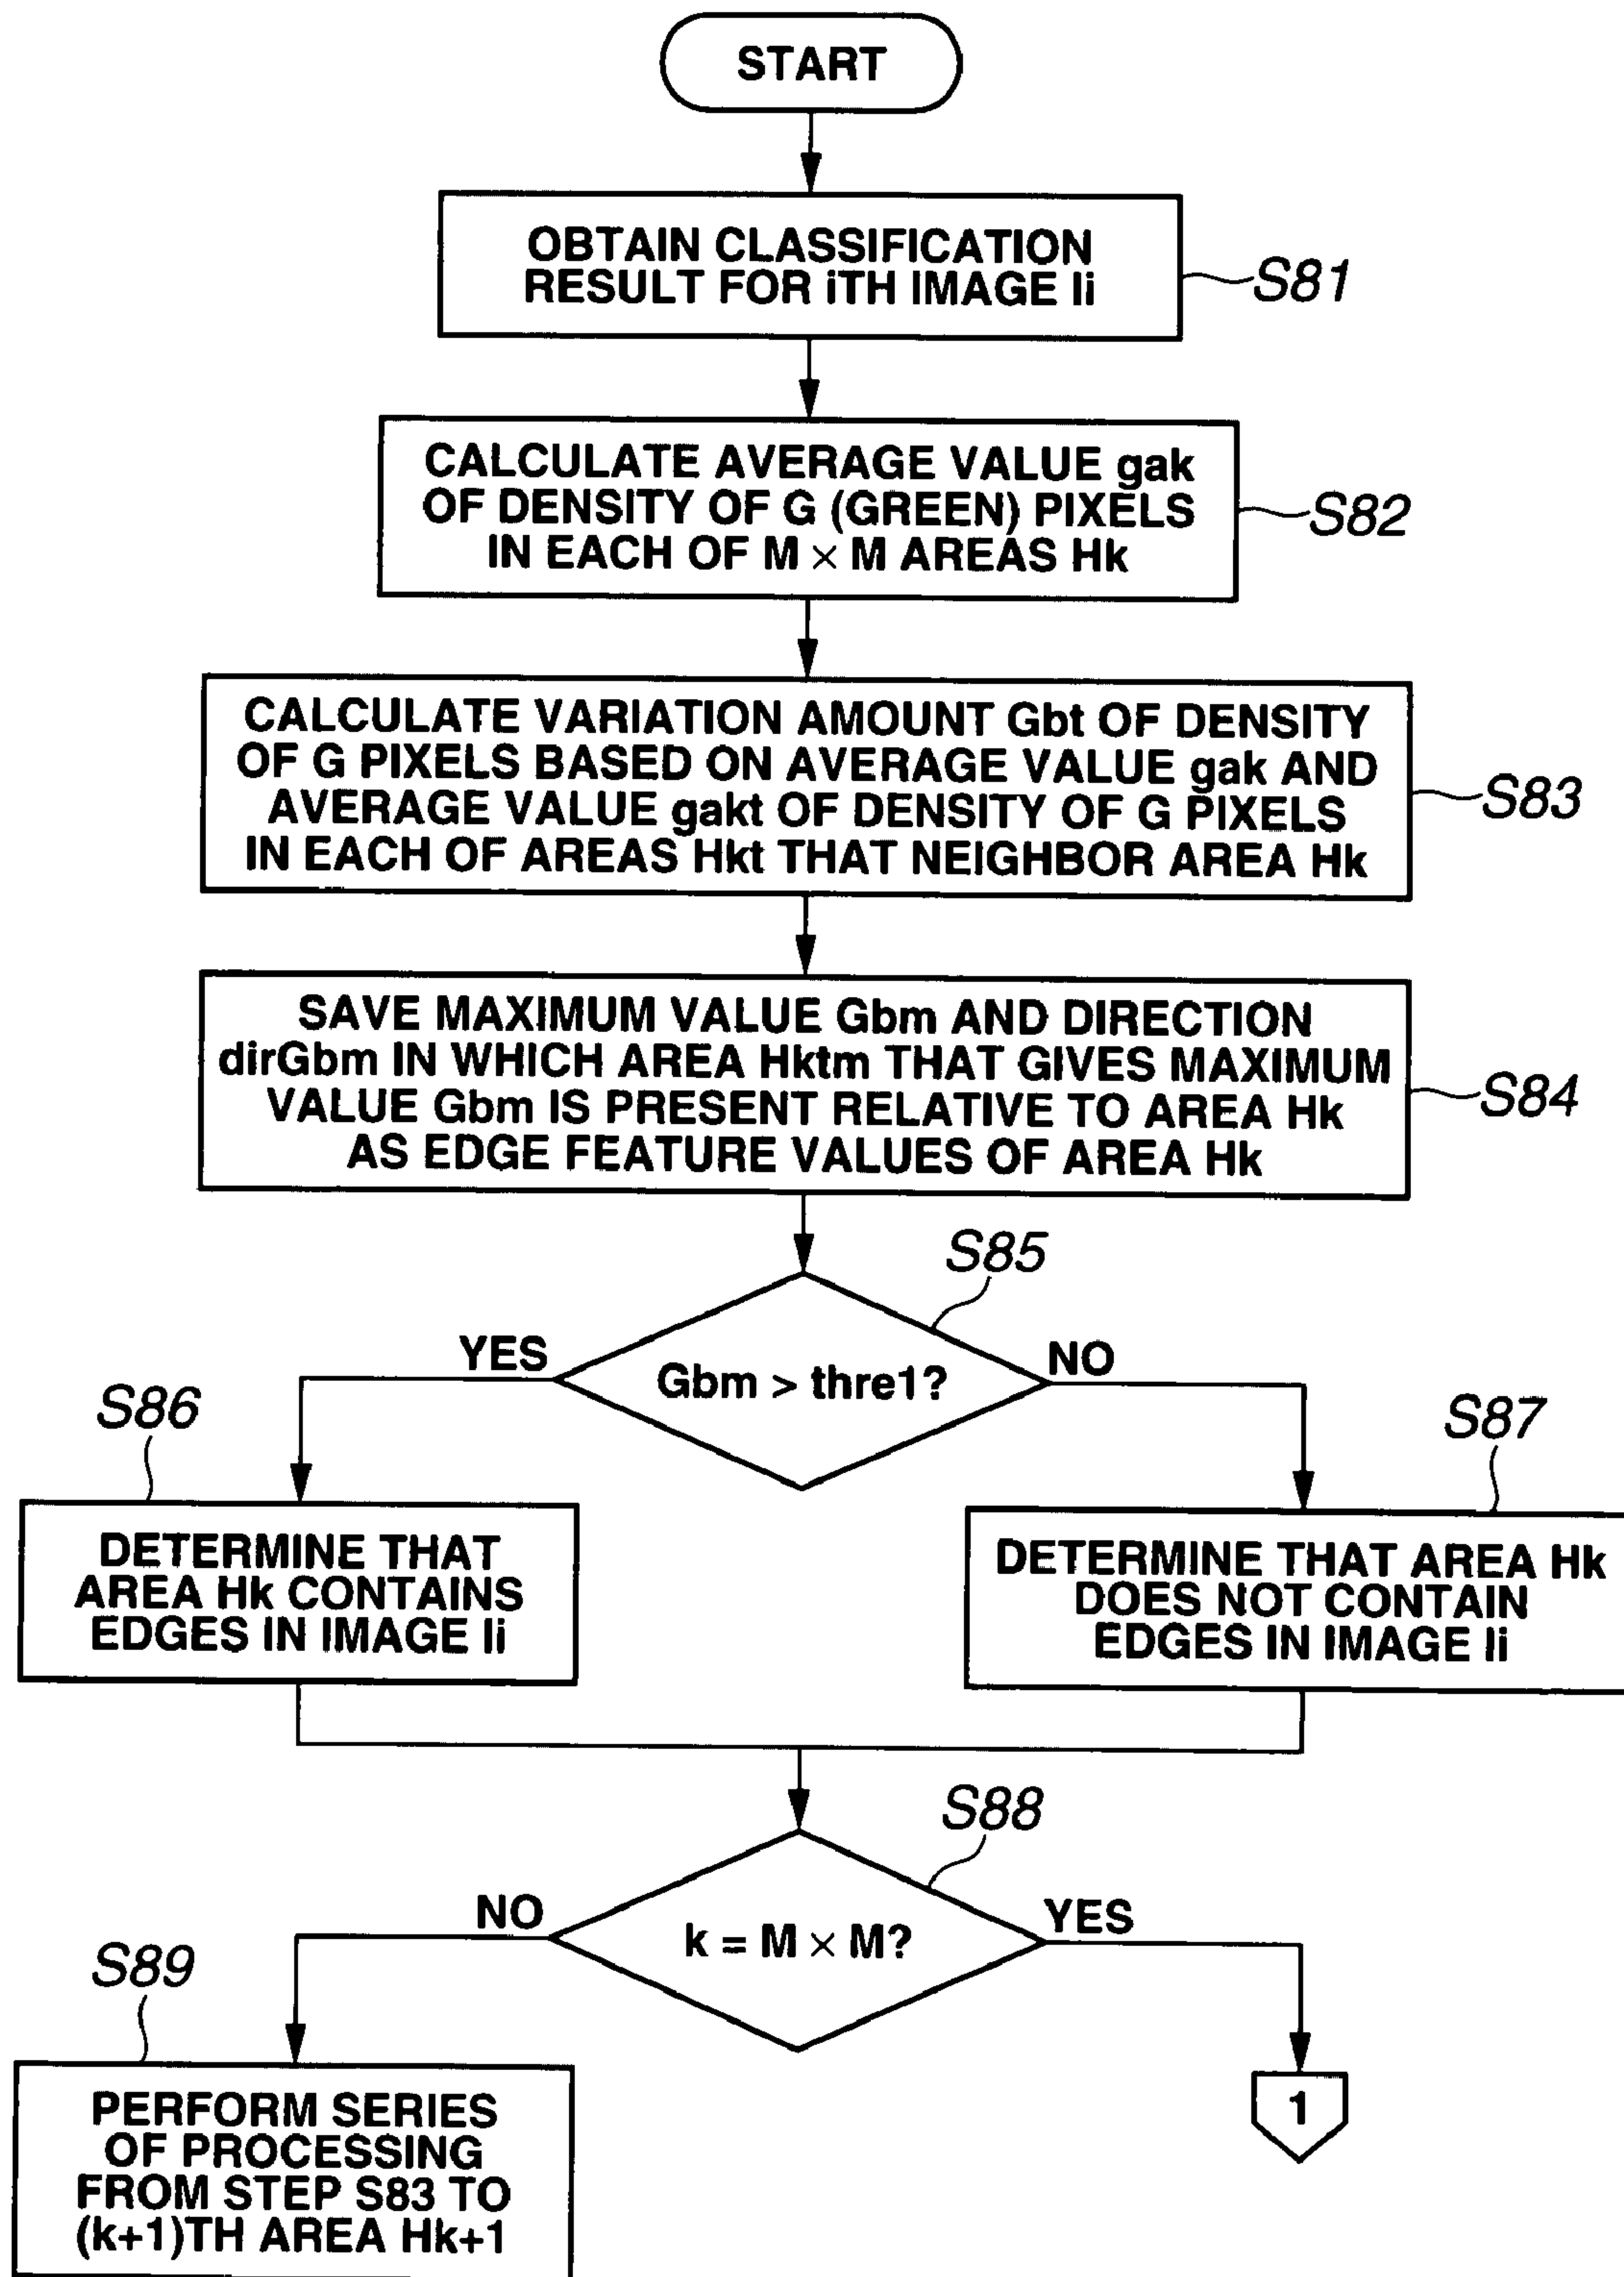 START
OBTAIN CLASSIFICATION
RESULT FOR iTH IMAGE Ii
S81
CALCULATE AVERAGE VALUE gak
OF DENSITY OF G (GREEN) PIXELS
IN EACH OF M × M AREAS Hk
S82
CALCULATE VARIATION AMOUNT Gbt OF DENSITY
OF G PIXELS BASED ON AVERAGE VALUE gak AND
AVERAGE VALUE gakt OF DENSITY OF G PIXELS
IN EACH OF AREAS Hkt THAT NEIGHBOR AREA Hk
S83
SAVE MAXIMUM VALUE Gbm AND DIRECTION
dirGbm IN WHICH AREA Hktm THAT GIVES MAXIMUM
VALUE Gbm IS PRESENT RELATIVE TO AREA Hk
AS EDGE FEATURE VALUES OF AREA Hk
S84
S85
Gbm > thre1?
YES
NO
S86
DETERMINE THAT
AREA Hk CONTAINS
EDGES IN IMAGE Ii
S87
DETERMINE THAT AREA Hk
DOES NOT CONTAIN
EDGES IN IMAGE Ii
S88
k = M × M?
NO
YES
S89
PERFORM SERIES
OF PROCESSING
FROM STEP S83 TO
(k+1)TH AREA Hk+1
1